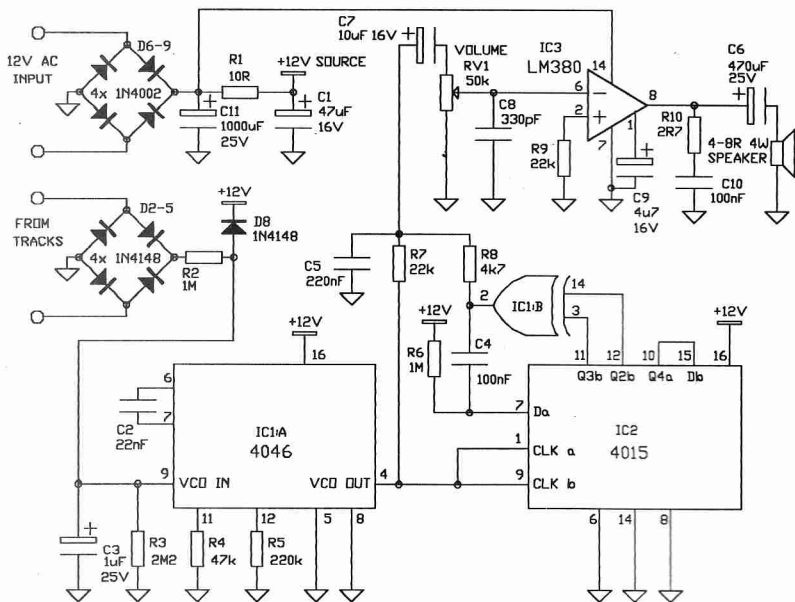 12V AC
INPUT
D6-9
4x 1N4002
R1
10R
+12V SOURCE
C11
1000uF
25V
C1
47uF
16V
C7
10uF 16V
VOLUME
RV1
50k
C8
330pF
IC3
LM380
14
6
2
8
1
7
R9
22k
C9
4u7
16V
R10
2R7
C10
100nF
C6
470uF
25V
4-8R 4W
SPEAKER
FROM
TRACKS
D2-5
4x 1N4148
R2
1M
+12V
D8
1N4148
C5
220nF
R7
22k
R8
4k7
2
IC1:B
14
3
+12V
R6
1M
C4
100nF
+12V
16
6
7
C2
22nF
IC1:A
4046
9
VCO IN
VCO OUT
4
11
12
5
8
C3
1uF
25V
R3
2M2
R4
47k
R5
220k
+12V
11
12
10
15
16
Q3b
Q2b
Q4a
Db
7
Da
1
CLK a
9
CLK b
IC2
4015
6
14
8